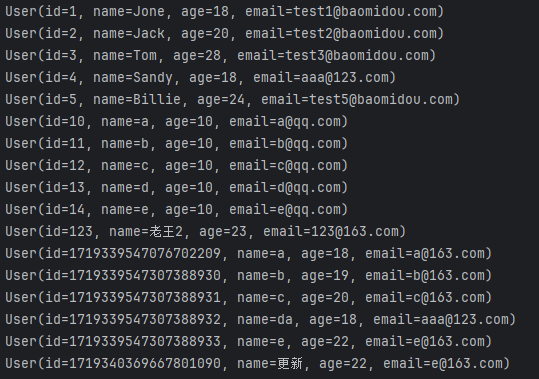 User(id=1, name=Jone, age=18, email=test1@baomidou.com)
User(id=2, name=Jack, age=20, email=test2@baomidou.com)
User(id=3, name=Tom, age=28, email=test3@baomidou.com)
User(id=4, name=Sandy, age=18, email=aaa@123.com)
User(id=5, name=Billie, age=24, email=test5@baomidou.com)
User(id=10, name=a, age=10, email=a@qq.com)
User(id=11, name=b, age=10, email=b@qq.com)
User(id=12, name=c, age=10, email=c@qq.com)
User(id=13, name=d, age=10, email=d@qq.com)
User(id=14, name=e, age=10, email=e@qq.com)
User(id=123, name=老王2, age=23, email=123@163.com)
User(id=1719339547076702209, name=a, age=18, email=a@163.com)
User(id=1719339547307388930, name=b, age=19, email=b@163.com)
User(id=1719339547307388931, name=c, age=20, email=c@163.com)
User(id=1719339547307388932, name=da, age=18, email=aaa@123.com)
User(id=1719339547307388933, name=e, age=22, email=e@163.com)
User(id=1719340369667801090, name=更新, age=22, email=e@163.com)